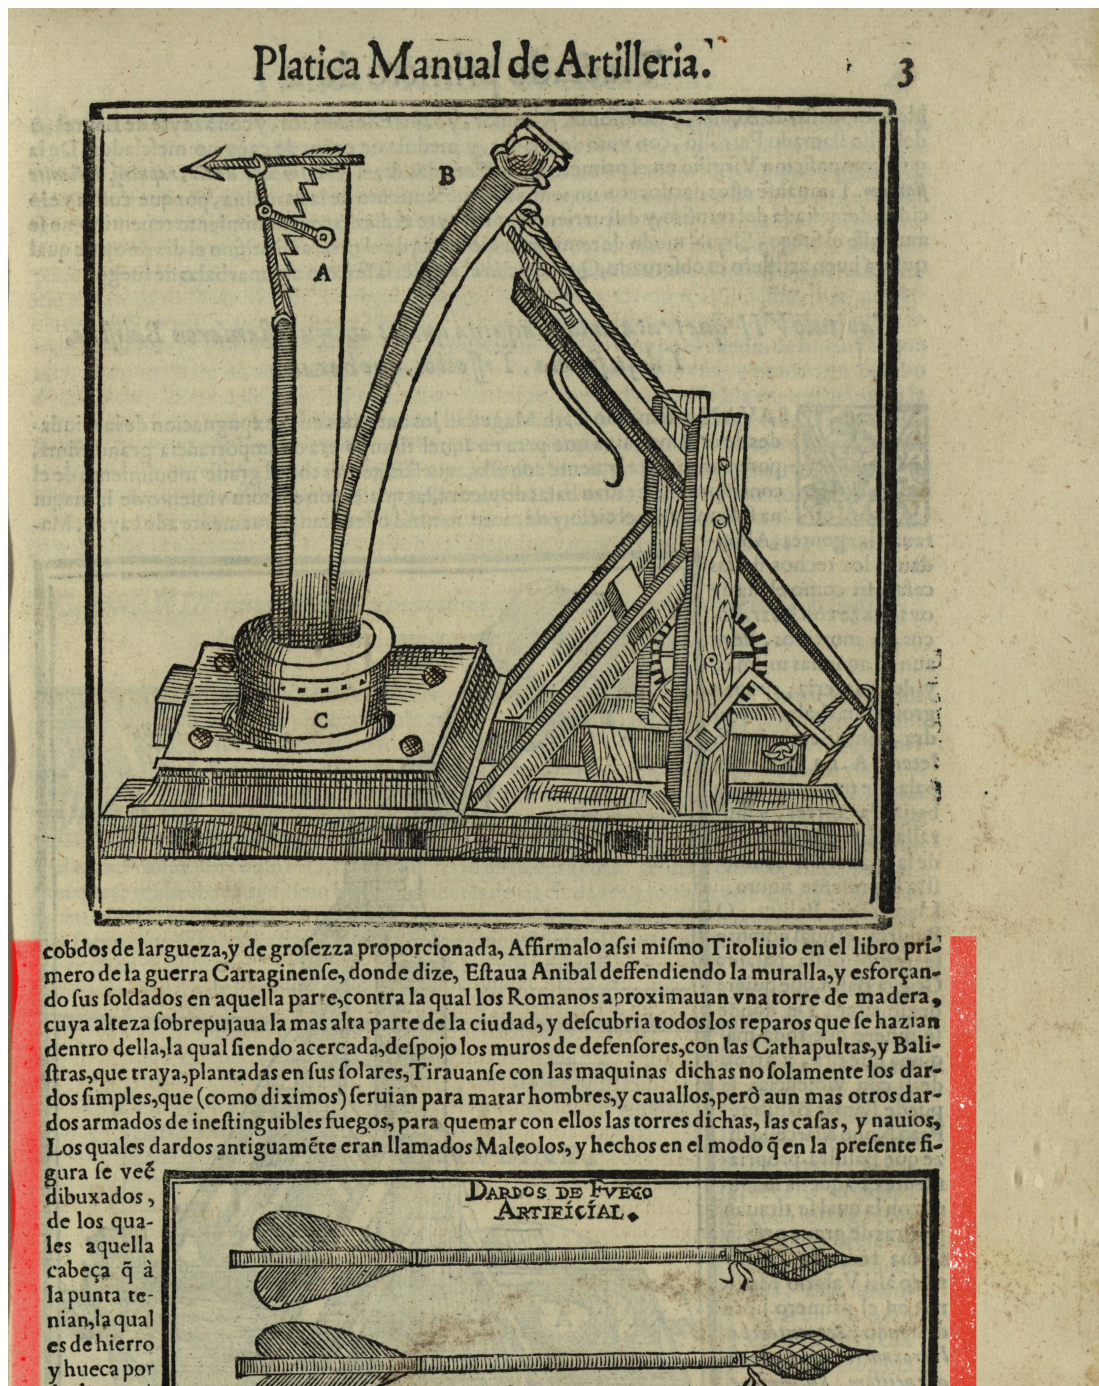 Platica Manual de Artilleria.
3
B
A
C
cobdos de largueza,y de groſezza proporcionada, Affirmalo aſsi miſmo Titoliuio en el libro pri-
mero de la guerra Cartaginenſe, donde dize, Eſtaua Anibal deffendiendo la muralla,y esforçan-
do ſus ſoldados en aquella parte,contra la qual los Romanos aproximauan vna torre de madera,
cuya alteza ſobrepujaua la mas alta parte de la ciudad, y deſcubria todos los reparos que ſe hazian
dentro della,la qual ſiendo acercada,deſpojo los muros de defenſores,con las Cathapultas,y Bali-
ſtras,que traya,plantadas en ſus ſolares,Tirauanſe con las maquinas dichas no ſolamente los dar-
dos ſimples,que (como diximos) ſeruian para matar hombres,y cauallos,però aun mas otros dar-
dos armados de ineſtinguibles fuegos, para quemar con ellos las torres dichas, las caſas, y nauios,
Los quales dardos antiguamẽte eran llamados Maleolos, y hechos en el modo q̃ en la preſente fi-
gura ſe veẽ
dibuxados,
de los qua-
les aquella
cabeça q̃ à
la punta te-
nian,la qual
es de hierro
y hueca por
DARDOS DE FVEGO
ARTIFÍCÍAL.